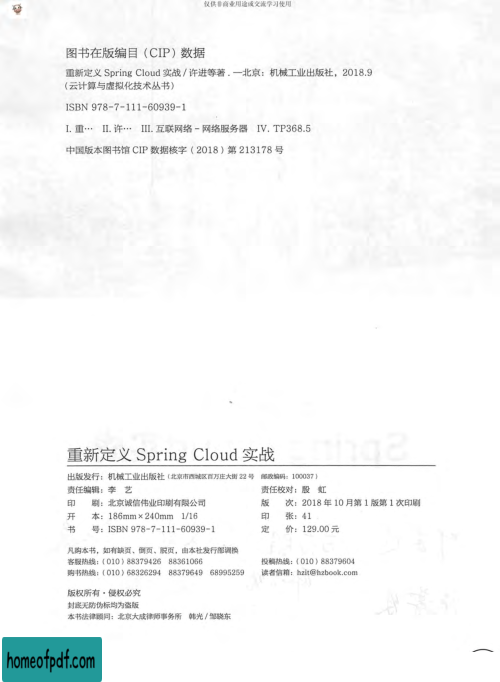 仅供非商业用途或交流学习使用
图书在版编目（CIP）数据
重新定义 Spring Cloud 实战 / 许进等著 . —北京：机械工业出版社，2018.9
（云计算与虚拟化技术丛书）
ISBN 978-7-111-60939-1
I. 重… II. 许… III. 互联网络 – 网络服务器 IV. TP368.5
中国版本图书馆 CIP 数据核字（2018）第 213178 号
重新定义 Spring Cloud 实战
出版发行：机械工业出版社（北京市西城区百万庄大街 22 号 邮政编码：100037）
责任编辑：李 艺 责任校对：殷 虹
印 刷：北京诚信伟业印刷有限公司 版 次：2018 年 10 月第 1 版第 1 次印刷
开 本：186mm×240mm 1/16 印 张：41
书 号：ISBN 978-7-111-60939-1 定 价：129.00 元
凡购本书，如有缺页、倒页、脱页，由本社发行部调换
客服热线：（010）88379426 88361066 投稿热线：（010）88379604
购书热线：（010）68326294 88379649 68995259 读者信箱：hzit@hzbook.com
版权所有·侵权必究
封底无防伪标均为盗版
本书法律顾问：北京大成律师事务所 韩光 / 邹晓东
homeofpdf.com